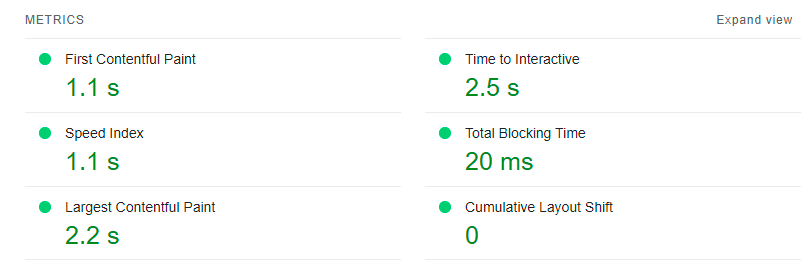 METRICS
Expand view
First Contentful Paint
1.1 s
Time to Interactive
2.5 s
Speed Index
1.1 s
Total Blocking Time
20 ms
Largest Contentful Paint
2.2 s
Cumulative Layout Shift
0